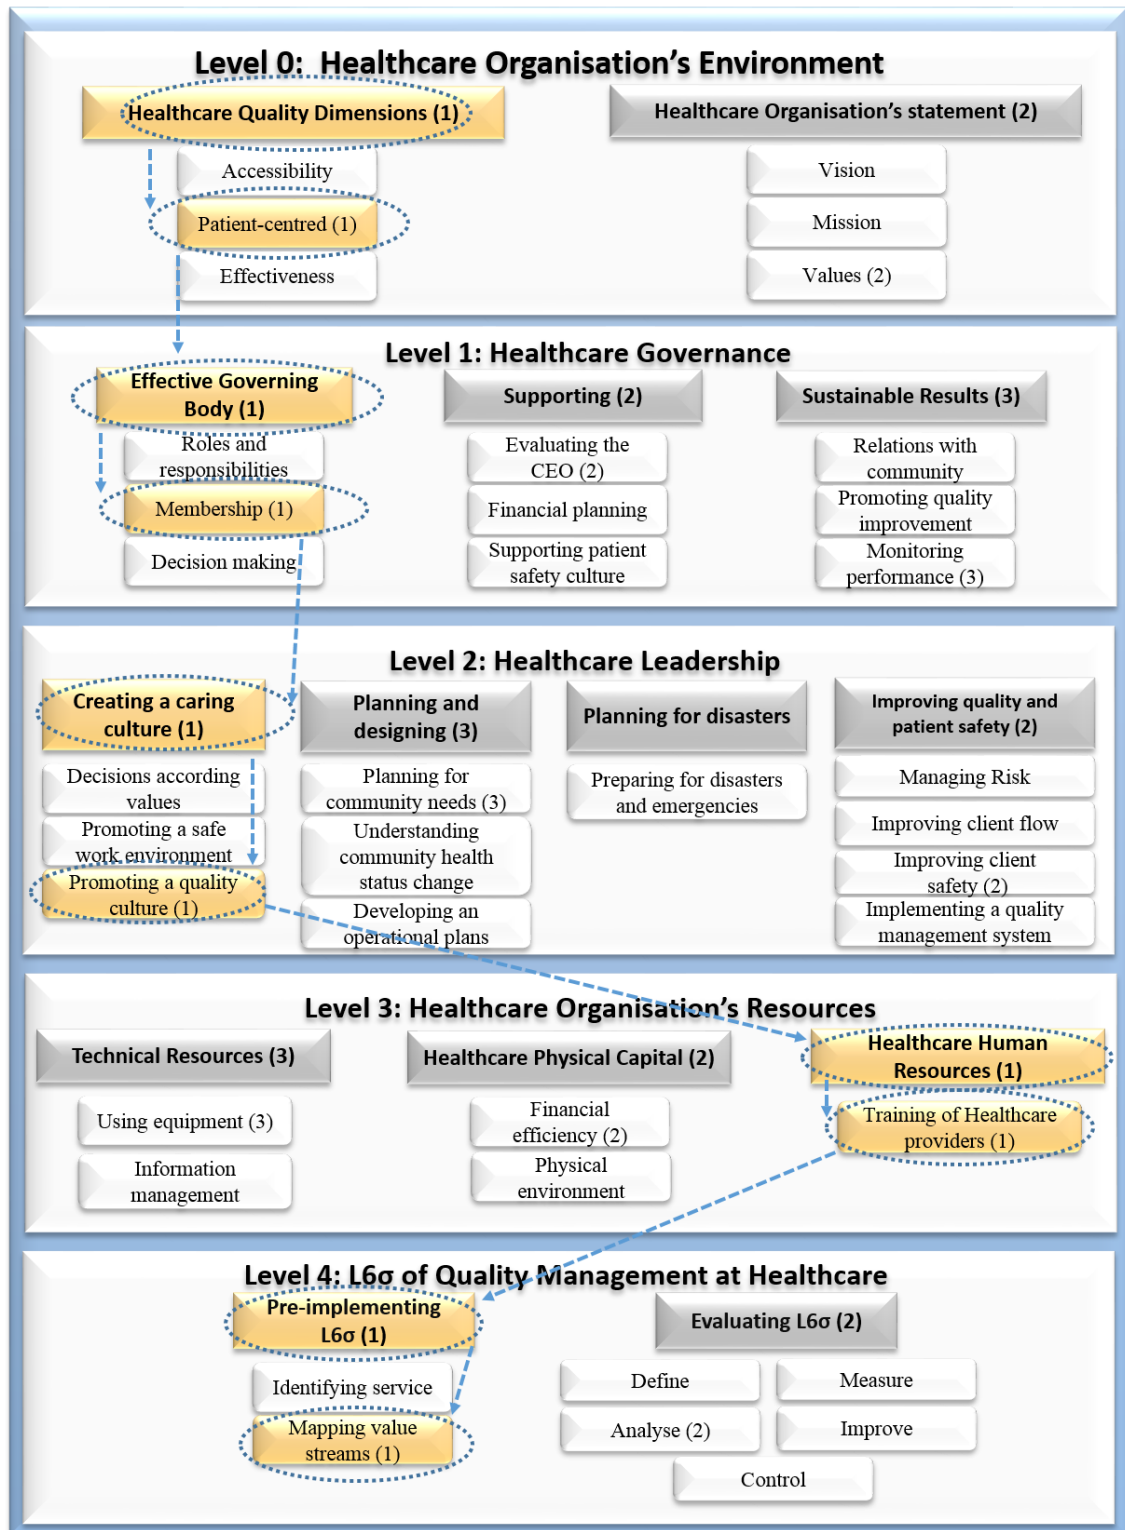 Level 0:  Healthcare Organisation's Environment
Healthcare Quality Dimensions (1)
Healthcare Organisation's statement (2)
Accessibility
Patient-centred (1)
Effectiveness
Vision
Mission
Values (2)
Level 1: Healthcare Governance
Effective Governing
Body (1)
Roles and
responsibilities
Membership (1)
Decision making
Supporting (2)
Evaluating the
CEO (2)
Financial planning
Supporting patient
safety culture
Sustainable Results (3)
Relations with
community
Promoting quality
improvement
Monitoring
performance (3)
Level 2: Healthcare Leadership
Creating a caring
culture (1)
Decisions according
values
Promoting a safe
work environment
Promoting a quality
culture (1)
Planning and
designing (3)
Planning for
community needs (3)
Understanding
community health
status change
Developing an
operational plans
Planning for disasters
Preparing for disasters
and emergencies
Improving quality and
patient safety (2)
Managing Risk
Improving client flow
Improving client
safety (2)
Implementing a quality
management system
Level 3: Healthcare Organisation's Resources
Technical Resources (3)
Using equipment (3)
Information
management
Healthcare Physical Capital (2)
Financial
efficiency (2)
Physical
environment
Healthcare Human
Resources (1)
Training of Healthcare
providers (1)
Level 4: L6σ of Quality Management at Healthcare
Pre-implementing
L6σ (1)
Identifying service
Mapping value
streams (1)
Evaluating L6σ (2)
Define
Measure
Analyse (2)
Improve
Control